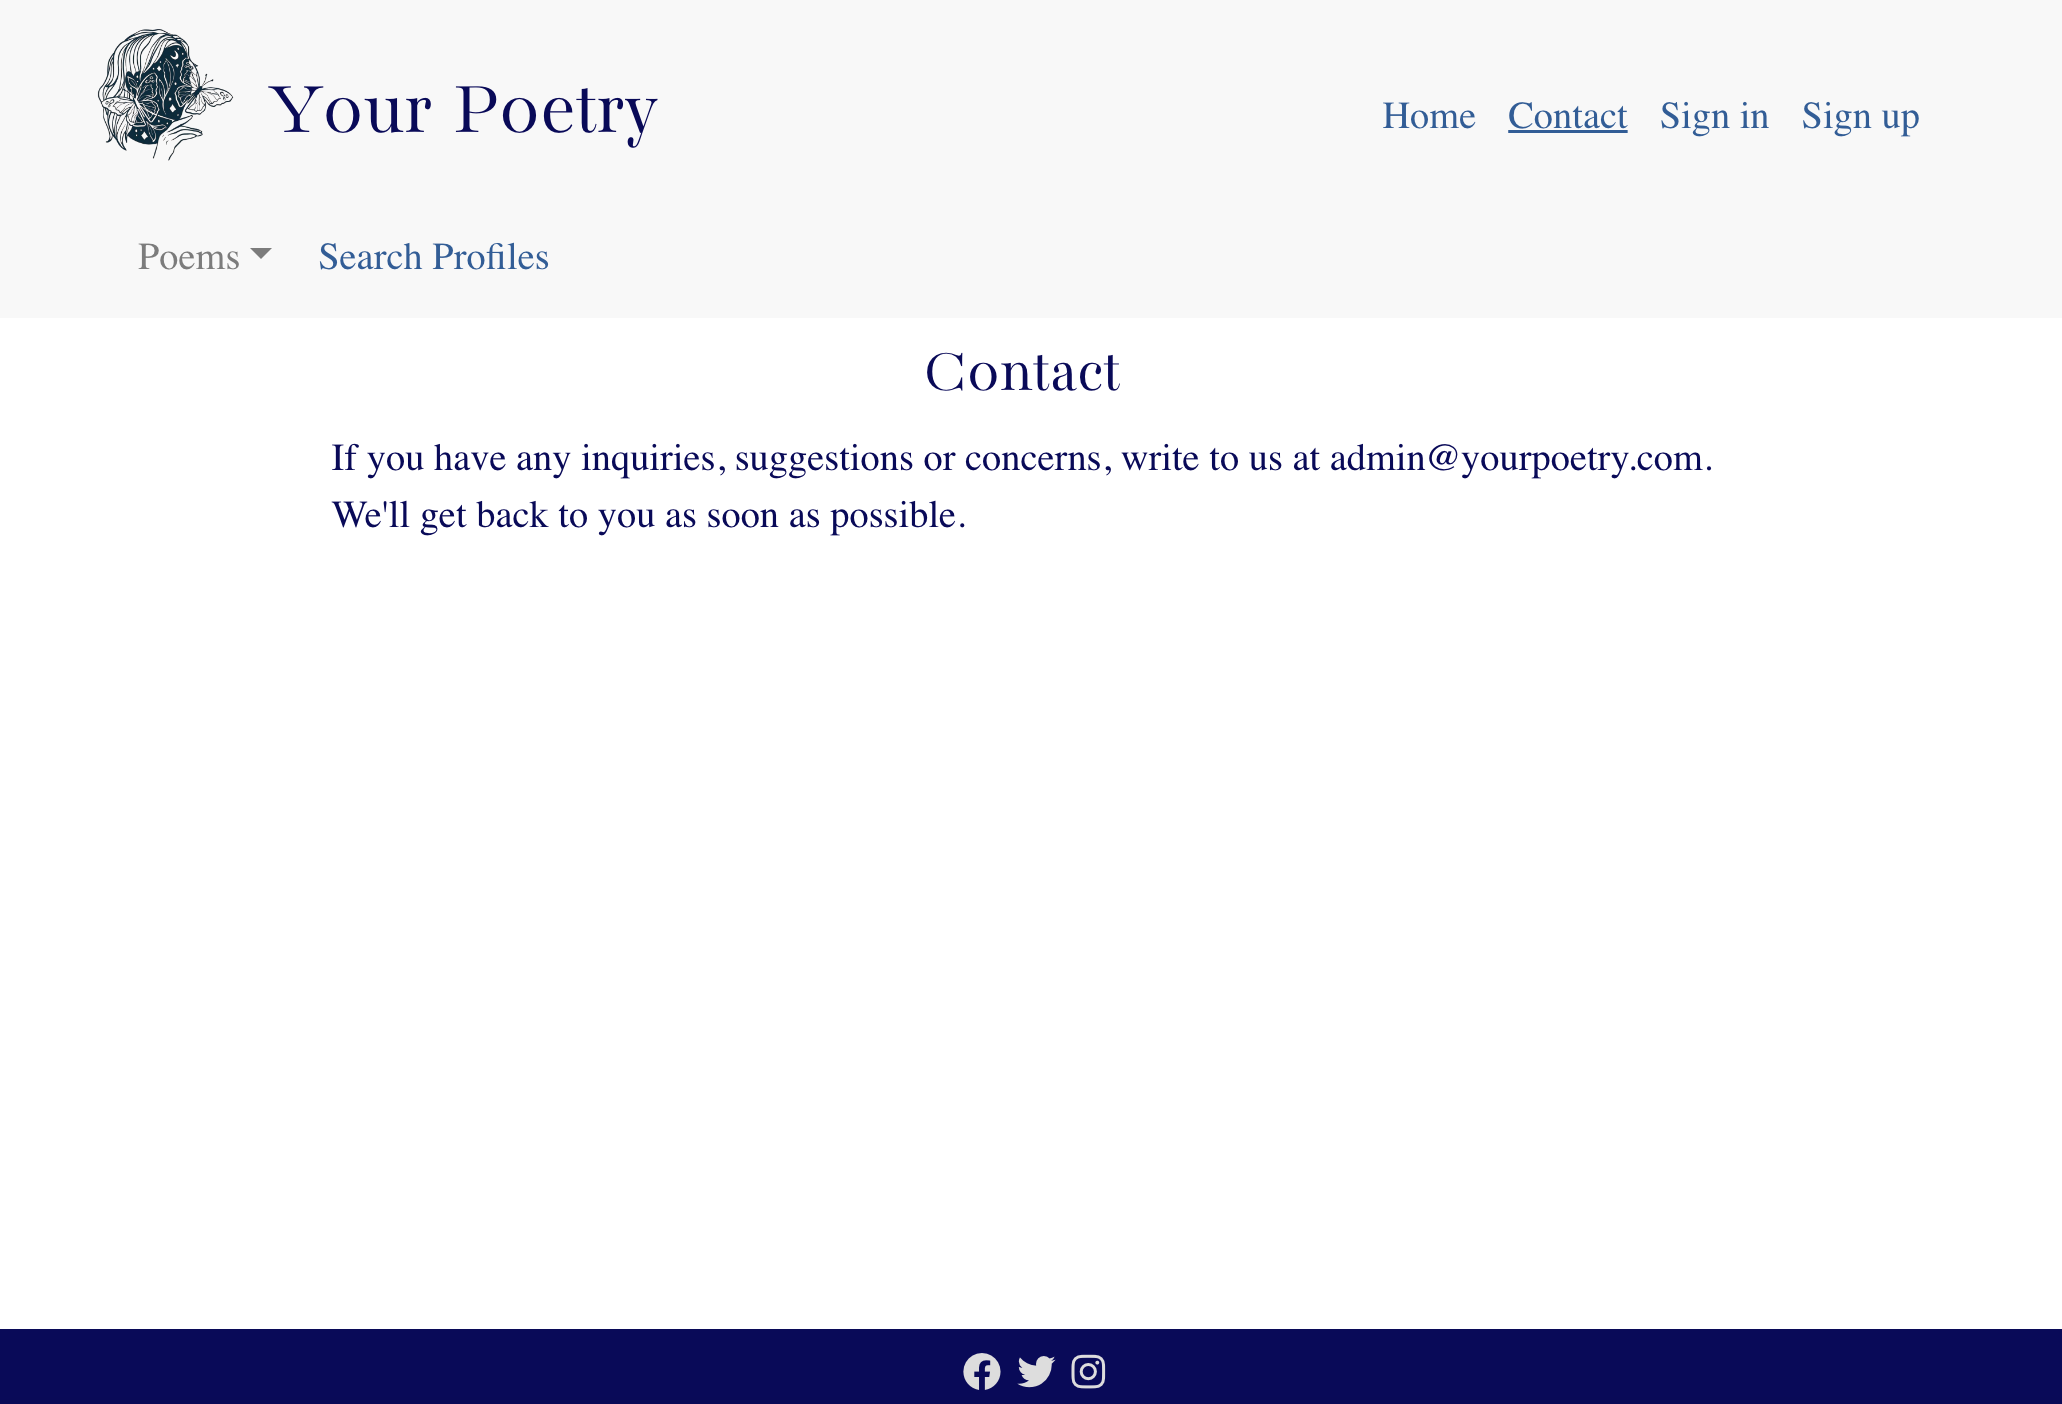 Your Poetry
Home Contact Sign in Sign up
Poems Search Profiles
Contact
If you have any inquiries, suggestions or concerns, write to us at admin@yourpoetry.com.
We'll get back to you as soon as possible.